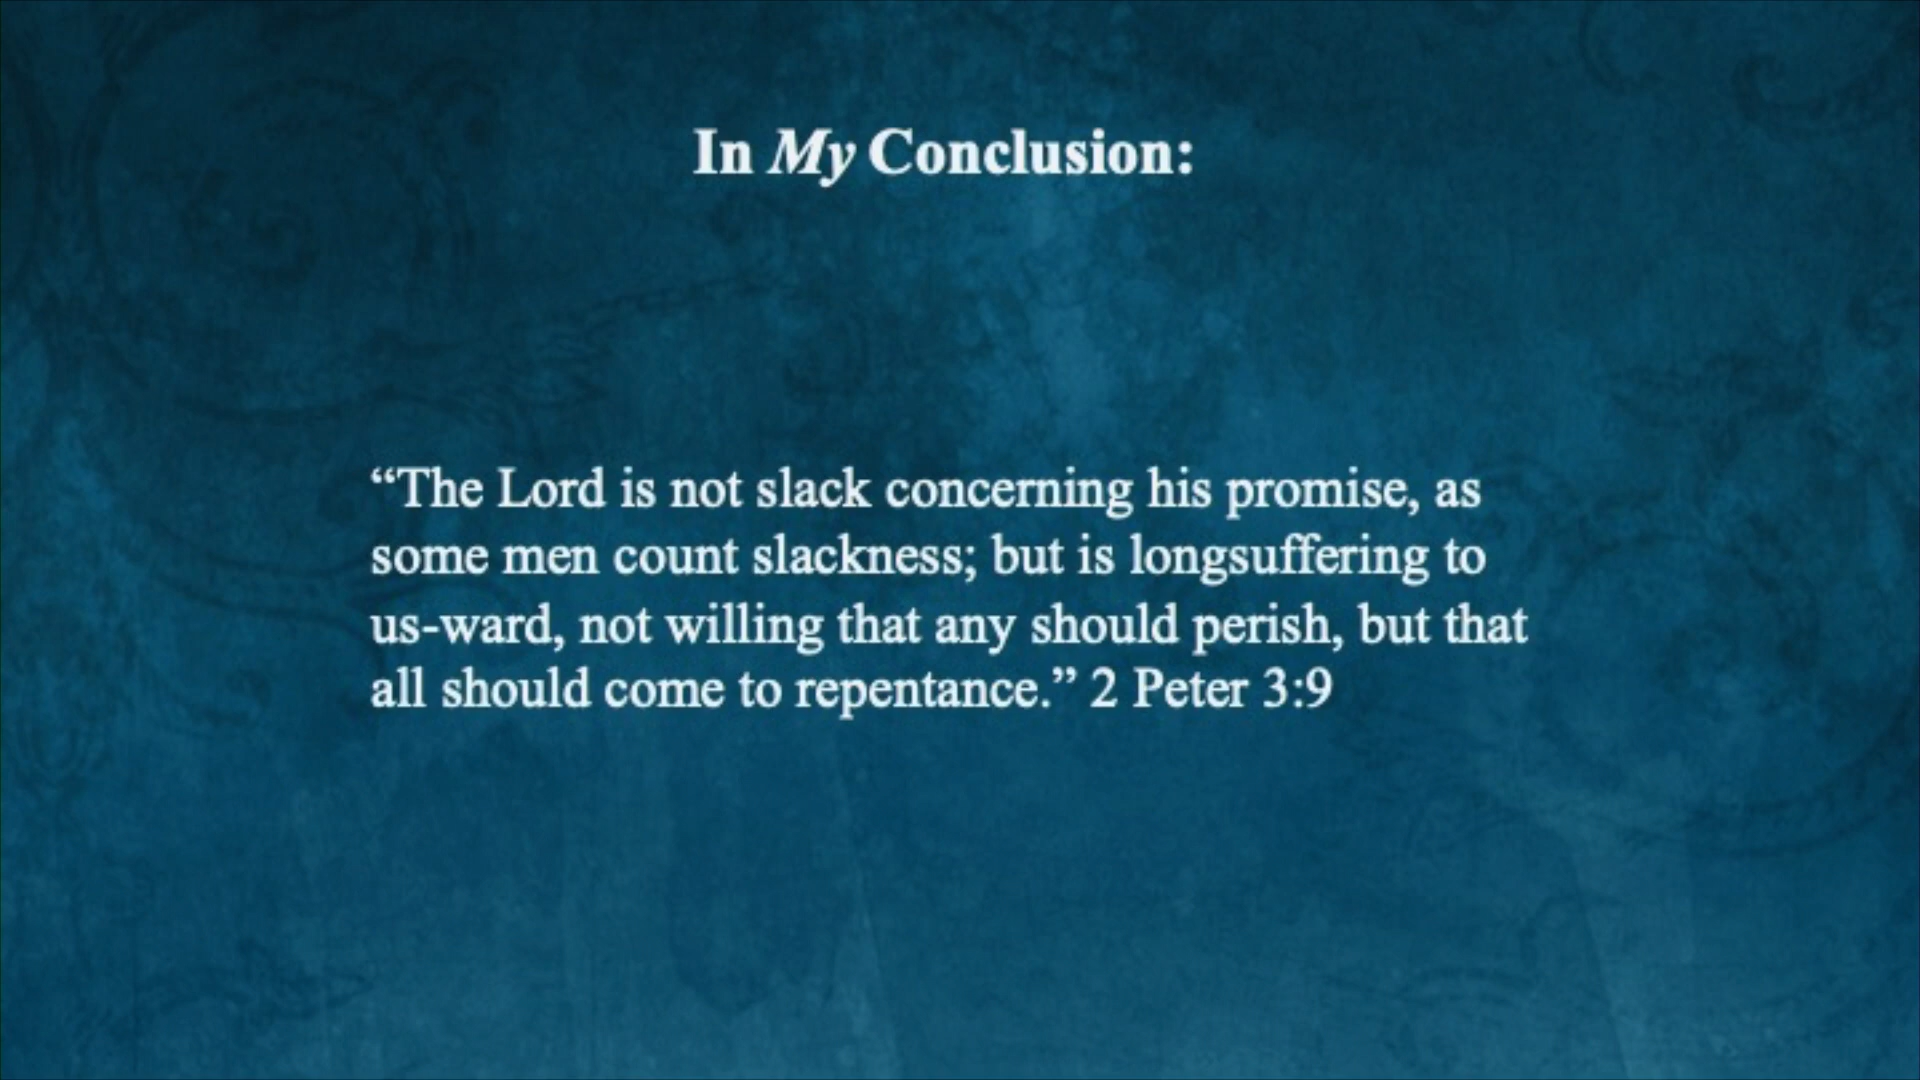 In My Conclusion:
“The Lord is not slack concerning his promise, as
some men count slackness; but is longsuffering to
us-ward, not willing that any should perish, but that
all should come to repentance.” 2 Peter 3:9